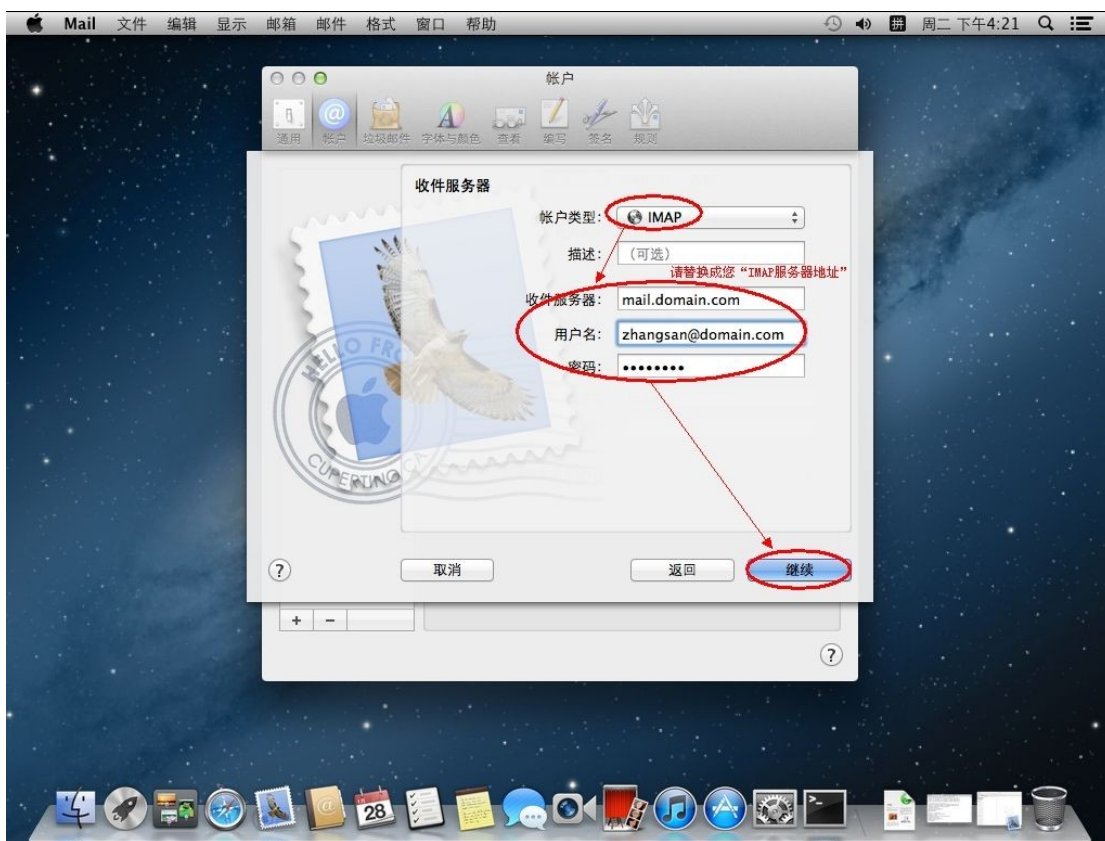 Mail 文件 编辑 显示 邮箱 邮件 格式 窗口 帮助 拼 周二 下午4:21
帐户
通用 帐户 垃圾邮件 字体与颜色 查看 编写 签名 规则
收件服务器
帐户类型: IMAP
描述: (可选)
请替换成您“IMAP服务器地址”
收件服务器: mail.domain.com
用户名: zhangsan@domain.com
密码: ••••••••
HELLO FRO
CUPERTINO CA
? 取消 返回 继续
+ −
?
28